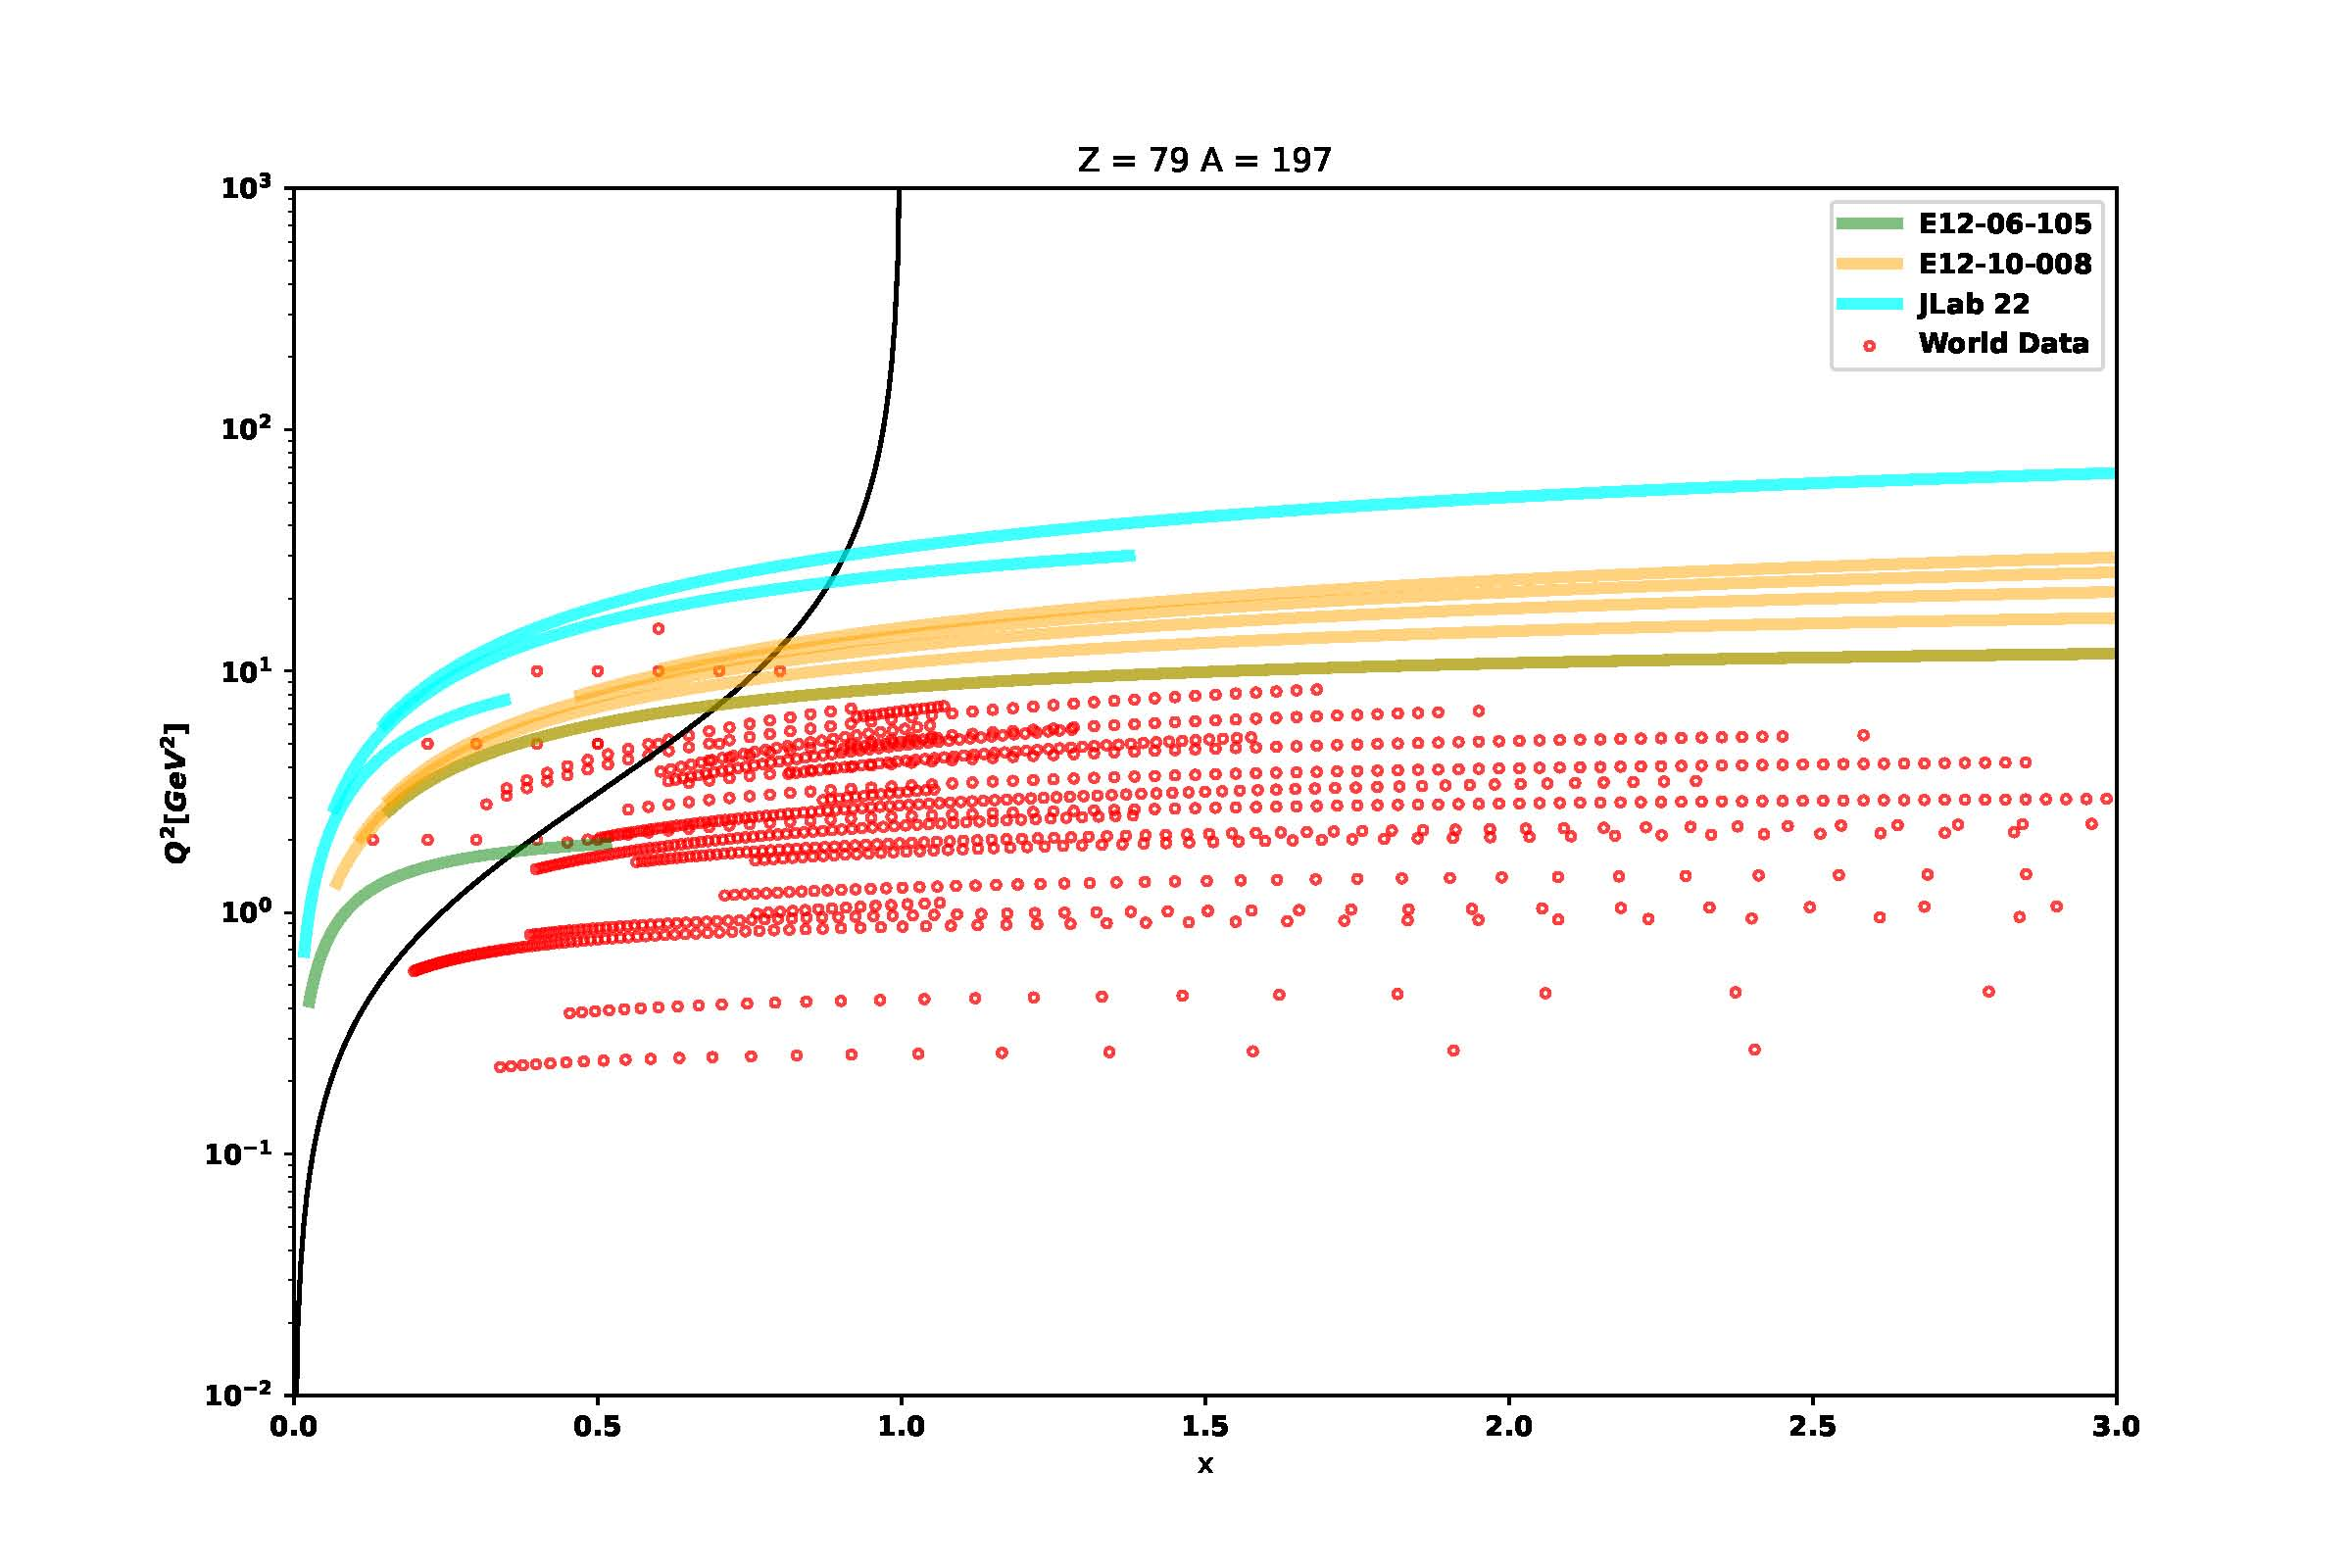 Z = 79 A = 197
10³
10²
10¹
10⁰
10⁻¹
10⁻²
Q²[GeV²]
E12-06-105
E12-10-008
JLab 22
World Data
0.0 0.5 1.0 1.5 2.0 2.5 3.0
x